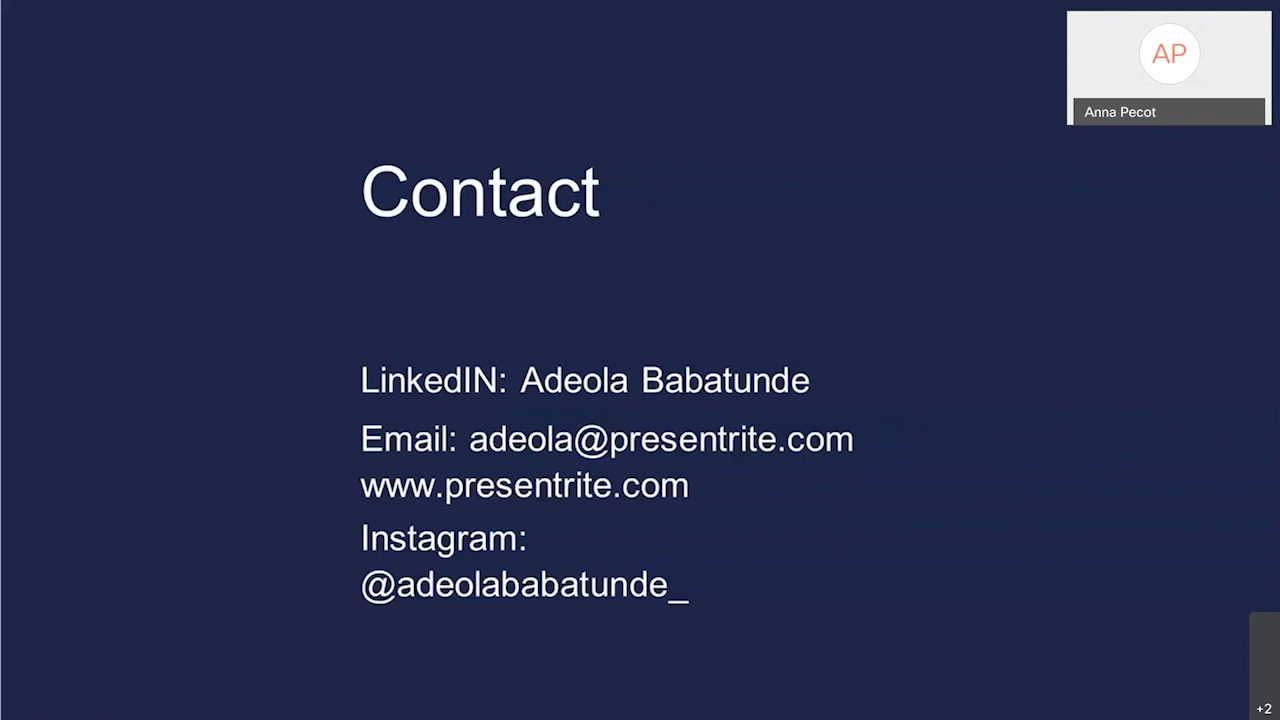 AP
Anna Pecot
Contact
LinkedIN: Adeola Babatunde
Email: adeola@presentrite.com
www.presentrite.com
Instagram:
@adeolababatunde_
+2